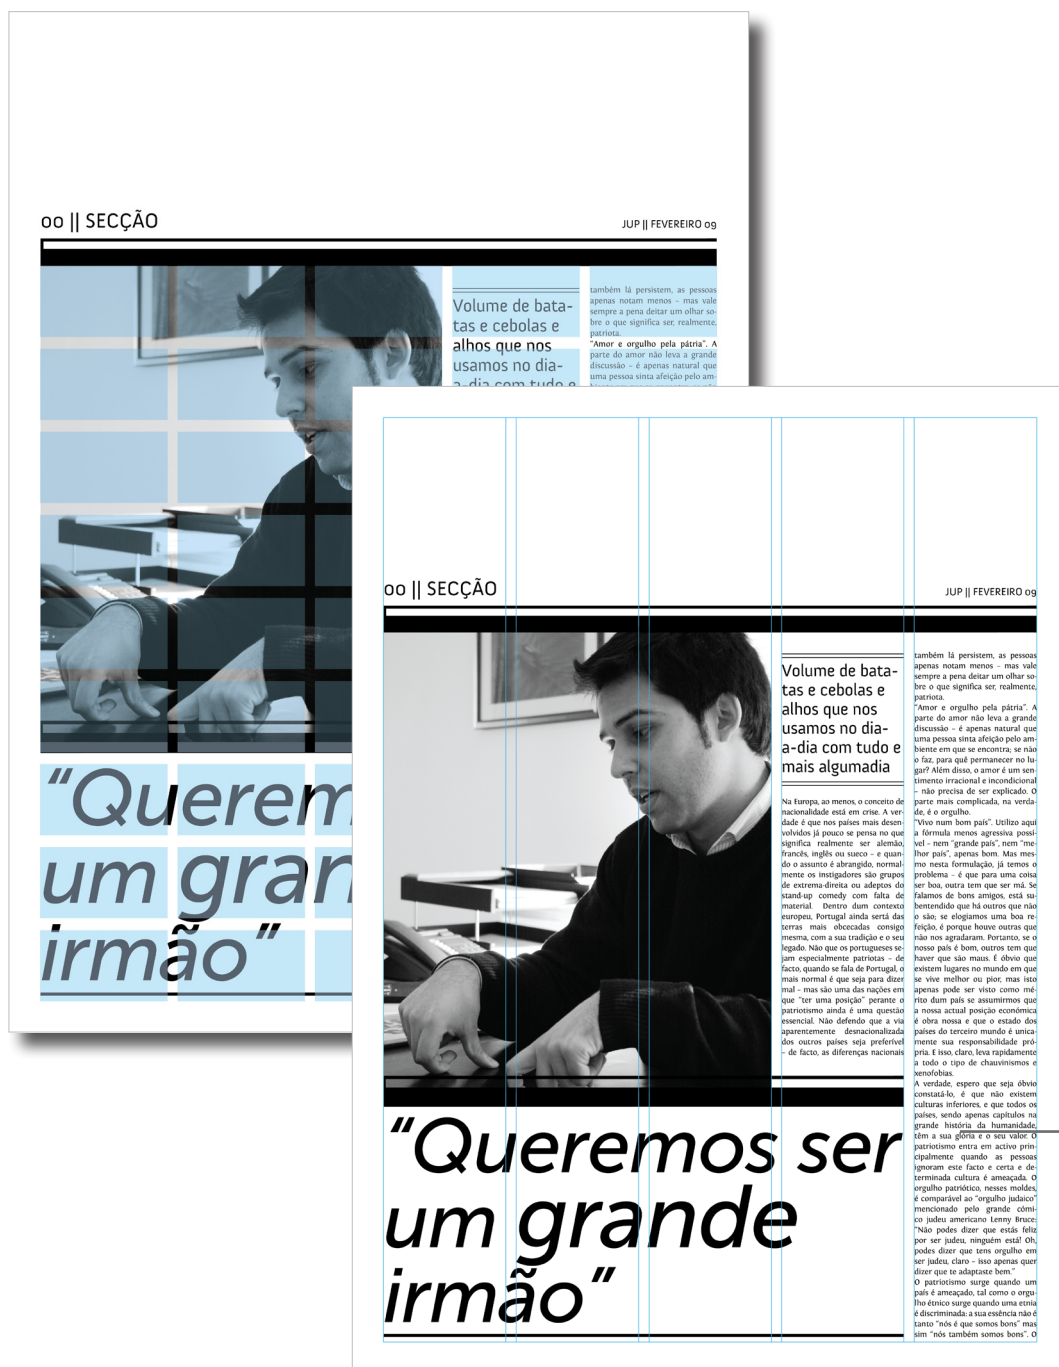 00 || SECÇÃO
JUP || FEVEREIRO 09
Volume de bata-
tas e cebolas e
alhos que nos
usamos no dia-
a-dia com tudo e
também lá persistem, as pessoas
apenas notam menos – mas vale
sempre a pena deitar um olhar so-
bre o que significa ser, realmente,
patriota.
“Amor e orgulho pela pátria”. A
parte do amor não leva a grande
discussão – é apenas natural que
uma pessoa sinta afeição pelo am-
“Querem
um gran
irmão”
00 || SECÇÃO
JUP || FEVEREIRO 09
Volume de bata-
tas e cebolas e
alhos que nos
usamos no dia-
a-dia com tudo e
mais algumadia
Na Europa, ao menos, o conceito de
nacionalidade está em crise. A ver-
dade é que nos países mais desen-
volvidos já pouco se pensa no que
significa realmente ser alemão,
francês, inglês ou sueco – e quan-
do o assunto é abrangido, normal-
mente os instigadores são grupos
de extrema-direita ou adeptos do
stand-up comedy com falta de
material. Dentro dum contexto
europeu, Portugal ainda sertá das
terras mais obcecadas consigo
mesma, com a sua tradição e o seu
legado. Não que os portugueses se-
jam especialmente patriotas – de
facto, quando se fala de Portugal, o
mais normal é que seja para dizer
mal – mas são uma das nações em
que “ter uma posição” perante o
patriotismo ainda é uma questão
essencial. Não defendo que a via
aparentemente desnacionalizada
dos outros países seja preferível
– de facto, as diferenças nacionais
também lá persistem, as pessoas
apenas notam menos – mas vale
sempre a pena deitar um olhar so-
bre o que significa ser, realmente,
patriota.
“Amor e orgulho pela pátria”. A
parte do amor não leva a grande
discussão – é apenas natural que
uma pessoa sinta afeição pelo am-
biente em que se encontra; se não
o faz, para quê permanecer no lu-
gar? Além disso, o amor é um sen-
timento irracional e incondicional
– não precisa de ser explicado. O
parte mais complicada, na verda-
de, é o orgulho.
“Vivo num bom país”. Utilizo aqui
a fórmula menos agressiva possí-
vel – nem “grande país”, nem “me-
lhor país”, apenas bom. Mas mes-
mo nesta formulação, já temos o
problema – é que para uma coisa
ser boa, outra tem que ser má. Se
falamos de bons amigos, está su-
bentendido que há outros que não
o são; se elogiamos uma boa re-
feição, é porque houve outras que
não nos agradaram. Portanto, se o
nosso país é bom, outros tem que
haver que são maus. É óbvio que
existem lugares no mundo em que
se vive melhor ou pior, mas isto
apenas pode ser visto como mé-
rito dum país se assumirmos que
a nossa actual posição económica
é obra nossa e que o estado dos
países do terceiro mundo é unica-
mente sua responsabilidade pró-
pria. E isso, claro, leva rapidamente
a todo o tipo de chauvinismos e
xenofobias.
A verdade, espero que seja óbvio
constatá-lo, é que não existem
culturas inferiores, e que todos os
países, sendo apenas capítulos na
grande história da humanidade,
têm a sua glória e o seu valor. O
patriotismo entra em activo prin-
cipalmente quando as pessoas
ignoram este facto e certa e de-
terminada cultura é ameaçada. O
orgulho patriótico, nesses moldes,
é comparável ao “orgulho judaico”
mencionado pelo grande cómi-
co judeu americano Lenny Bruce:
“Não podes dizer que estás feliz
por ser judeu, ninguém está! Oh,
podes dizer que tens orgulho em
ser judeu, claro – isso apenas quer
dizer que te adaptaste bem.”
O patriotismo surge quando um
país é ameaçado, tal como o orgu-
lho étnico surge quando uma etnia
é discriminada: a sua essência não é
tanto “nós é que somos bons” mas
sim “nós também somos bons”. O
“Queremos ser
um grande
irmão”